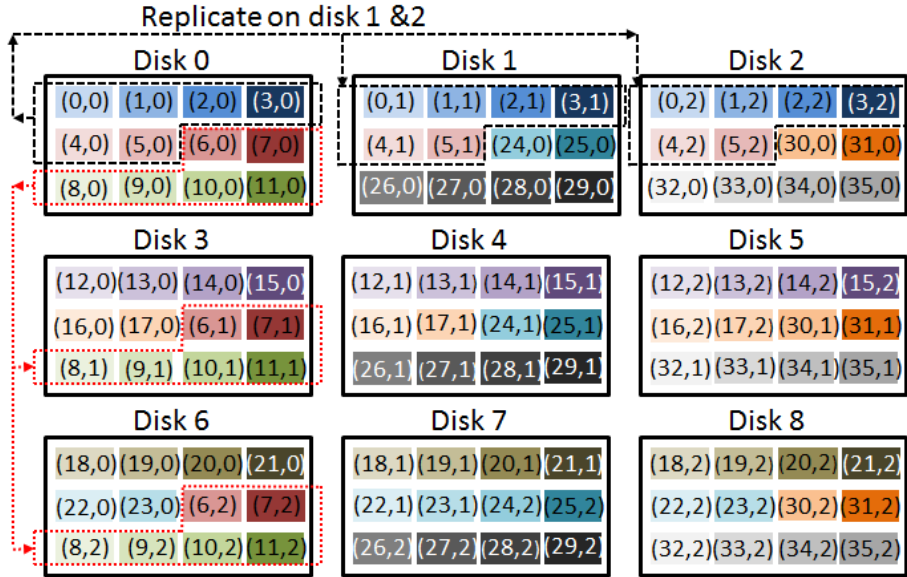 Replicate on disk 1 &2
Disk 0 Disk 1 Disk 2
(0,0) (1,0) (2,0) (3,0) (0,1) (1,1) (2,1) (3,1) (0,2) (1,2) (2,2) (3,2)
(4,0) (5,0) (6,0) (7,0) (4,1) (5,1) (24,0) (25,0) (4,2) (5,2) (30,0) (31,0)
(8,0) (9,0) (10,0) (11,0) (26,0) (27,0) (28,0) (29,0) (32,0) (33,0) (34,0) (35,0)
Disk 3 Disk 4 Disk 5
(12,0) (13,0) (14,0) (15,0) (12,1) (13,1) (14,1) (15,1) (12,2) (13,2) (14,2) (15,2)
(16,0) (17,0) (6,1) (7,1) (16,1) (17,1) (24,1) (25,1) (16,2) (17,2) (30,1) (31,1)
(8,1) (9,1) (10,1) (11,1) (26,1) (27,1) (28,1) (29,1) (32,1) (33,1) (34,1) (35,1)
Disk 6 Disk 7 Disk 8
(18,0) (19,0) (20,0) (21,0) (18,1) (19,1) (20,1) (21,1) (18,2) (19,2) (20,2) (21,2)
(22,0) (23,0) (6,2) (7,2) (22,1) (23,1) (24,2) (25,2) (22,2) (23,2) (30,2) (31,2)
(8,2) (9,2) (10,2) (11,2) (26,2) (27,2) (28,2) (29,2) (32,2) (33,2) (34,2) (35,2)